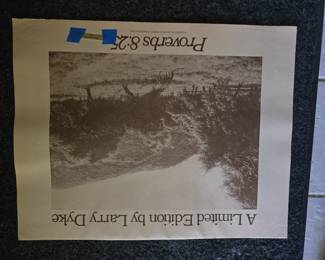 A Limited Edition by Larry Dyke
Proverbs 8:25